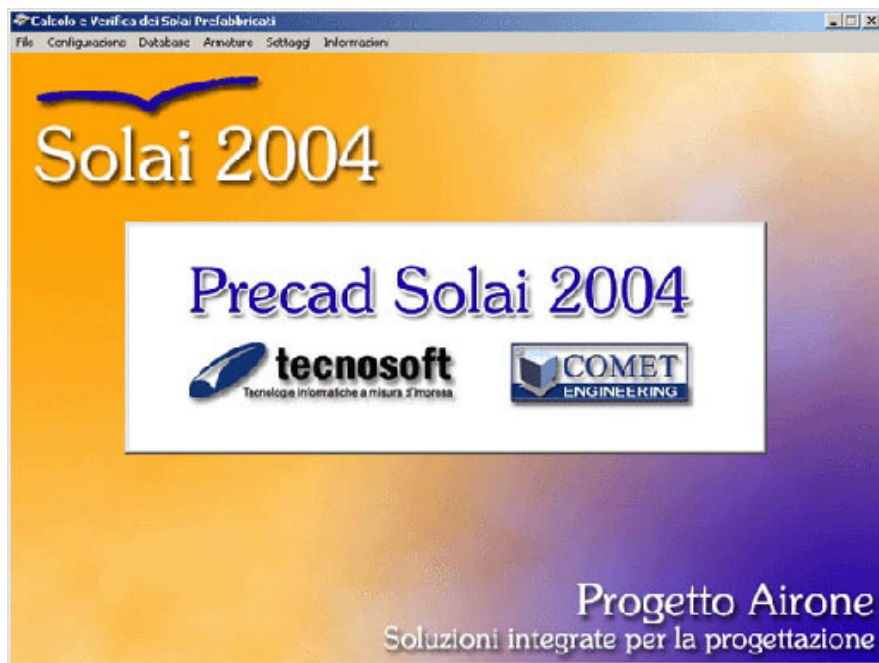 Calcolo e Verifica dei Solai Prefabbricati
File Configurazione Database Armature Settaggi Informazioni
Solai 2004
Precad Solai 2004
tecnosoft
Tecnologie informatiche a misura d'impresa
COMET
ENGINEERING
Progetto Airone
Soluzioni integrate per la progettazione